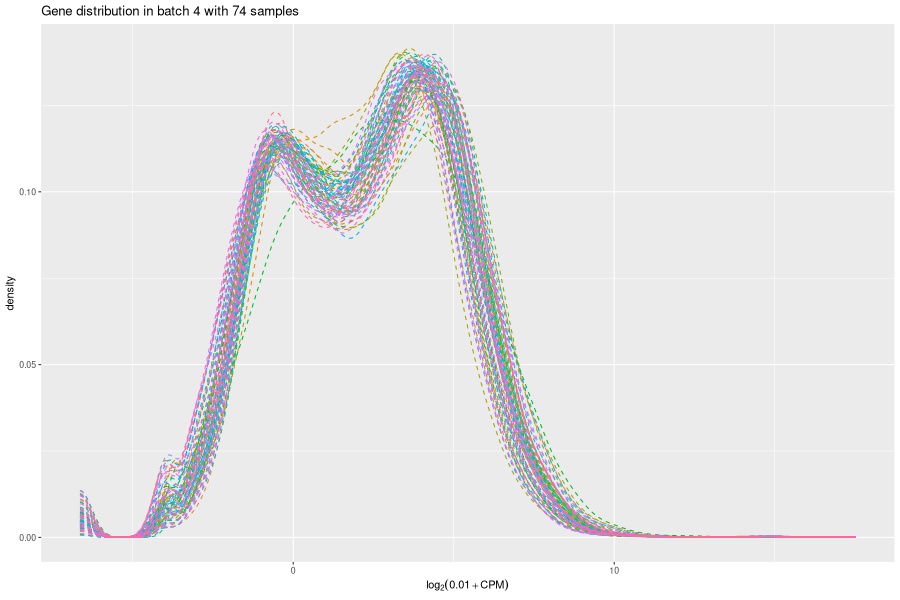 Gene distribution in batch 4 with 74 samples
density
0.10
0.05
0.00
0
10
log₂(0.01 + CPM)